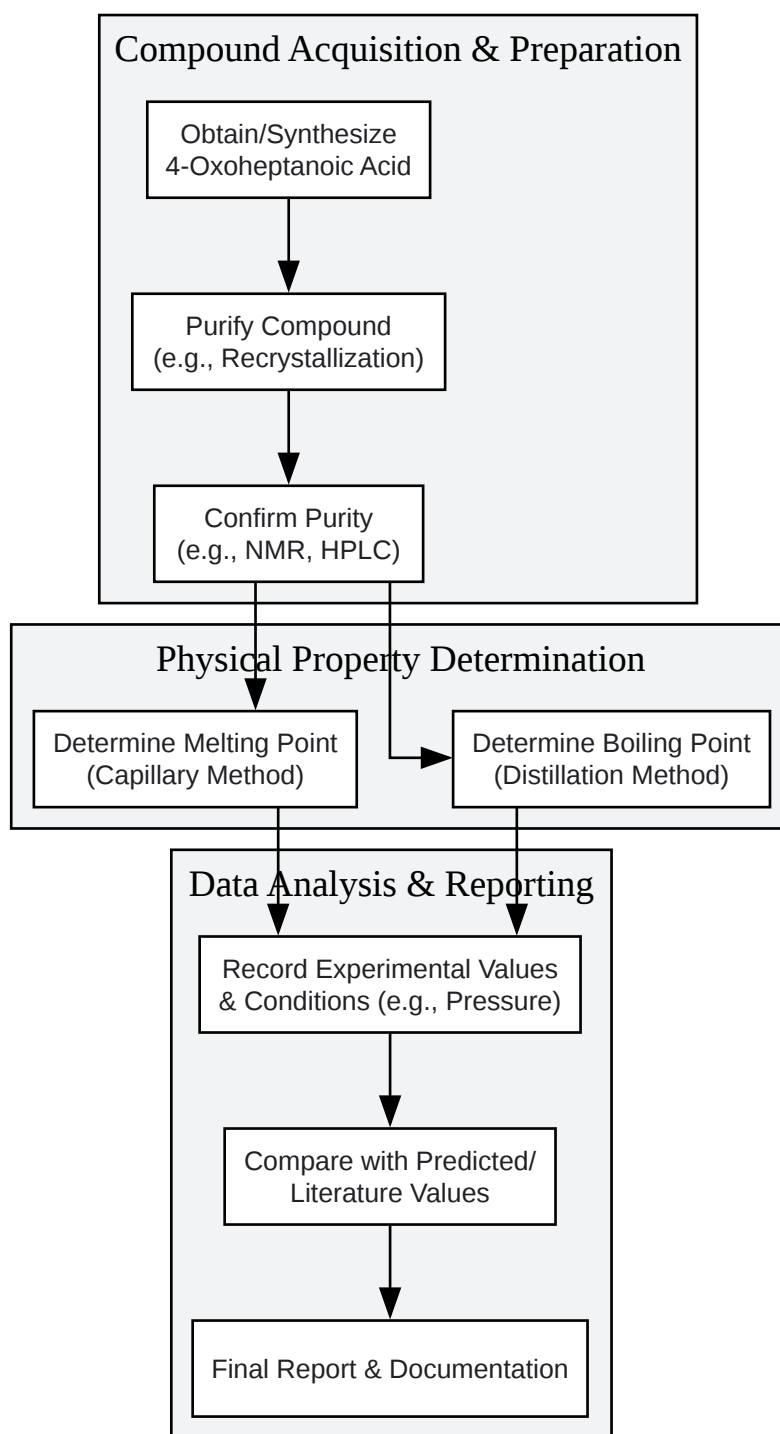 Compound Acquisition & Preparation
Obtain/Synthesize
4-Oxoheptanoic Acid
Purify Compound
(e.g., Recrystallization)
Confirm Purity
(e.g., NMR, HPLC)
Physical Property Determination
Determine Melting Point
(Capillary Method)
Determine Boiling Point
(Distillation Method)
Data Analysis & Reporting
Record Experimental Values
& Conditions (e.g., Pressure)
Compare with Predicted/
Literature Values
Final Report & Documentation